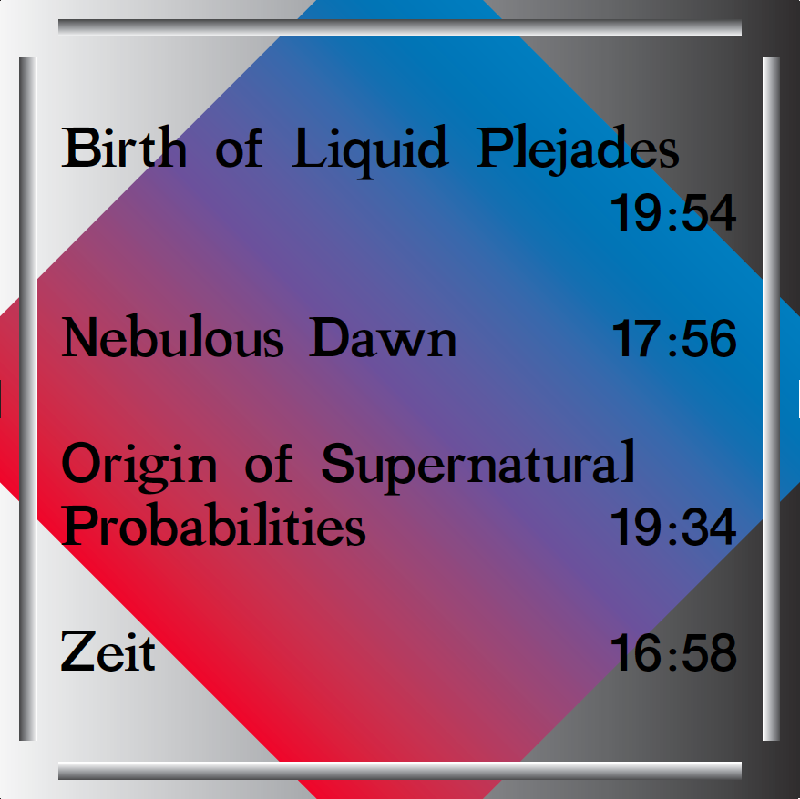 Birth of Liquid Plejades
19:54
Nebulous Dawn 17:56
Origin of Supernatural
Probabilities 19:34
Zeit 16:58